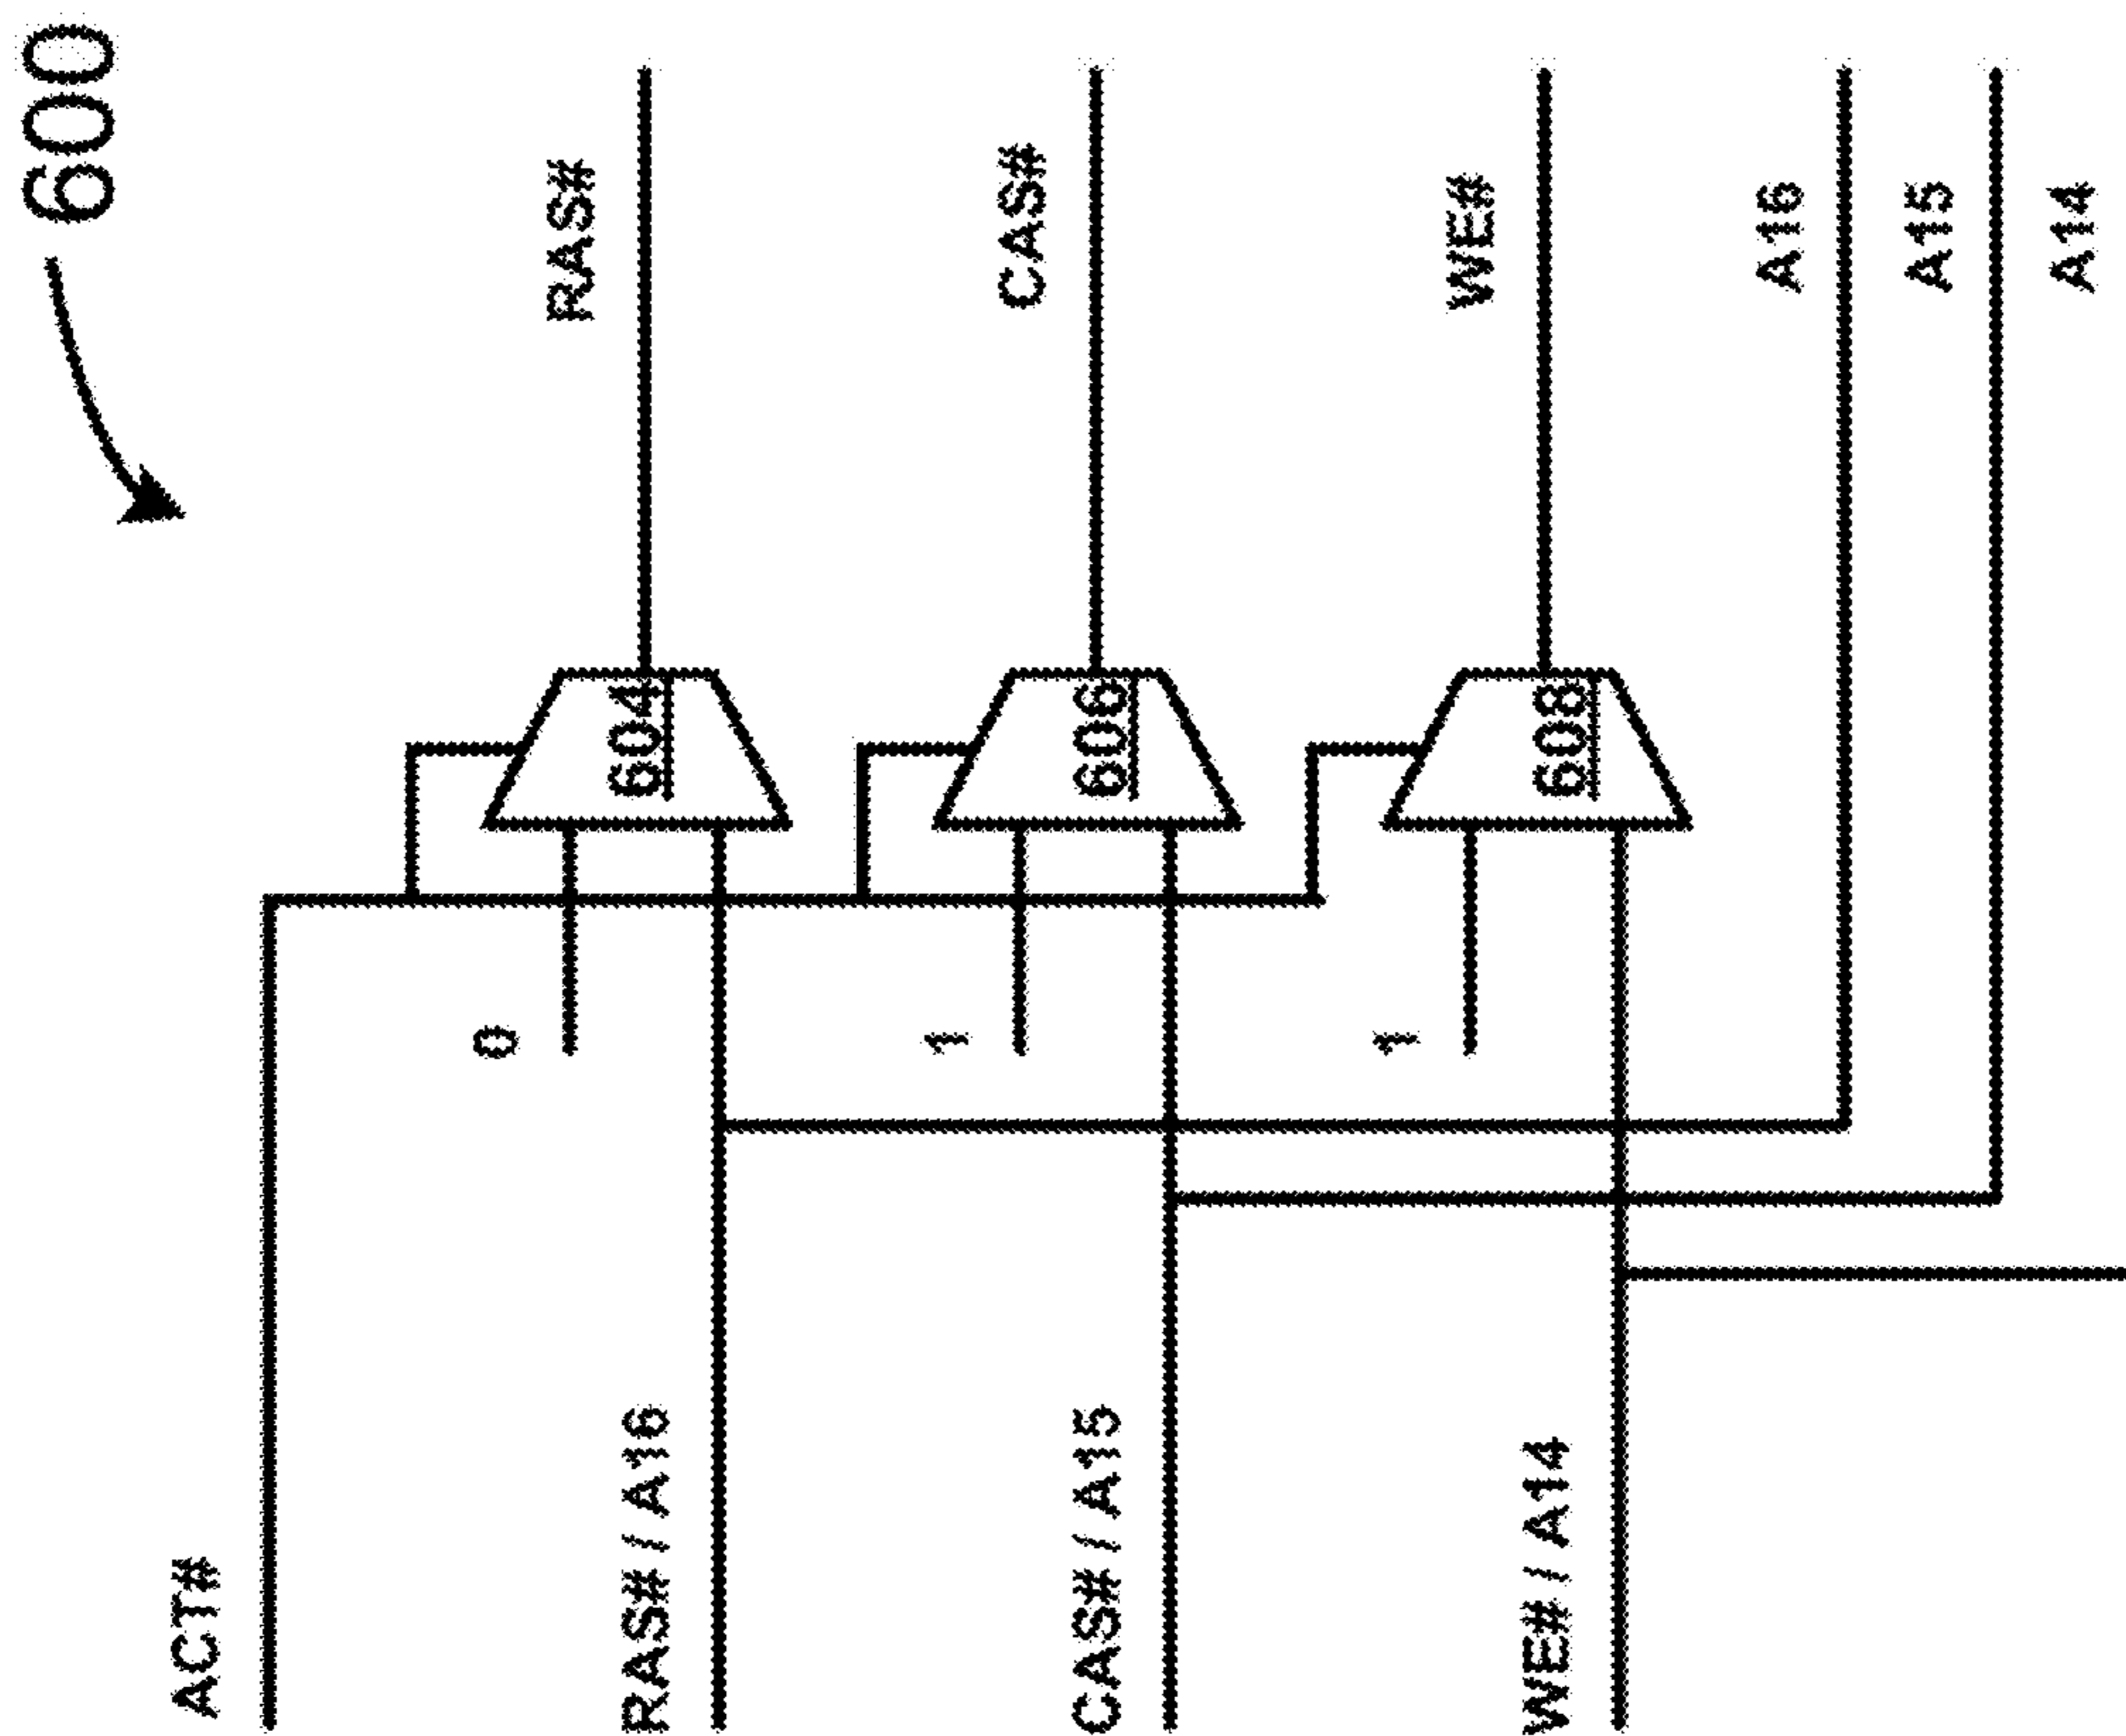 600
ACT#
RAS# / A16
0
604
RAS#
CAS# / A15
1
606
CAS#
WE# / A14
1
608
WE#
A16
A15
A14